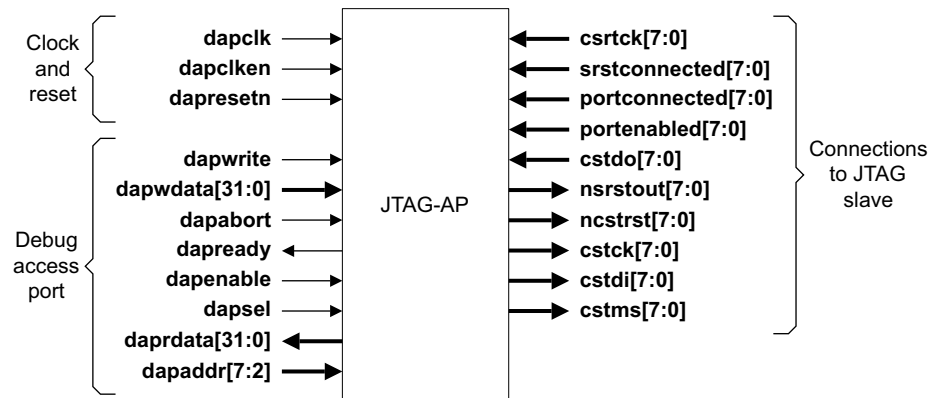 Clock
and
reset
dapclk
dapclken
dapresetn
Debug
access
port
dapwrite
dapwdata[31:0]
dapabort
dapready
dapenable
dapsel
daprdata[31:0]
dapaddr[7:2]
JTAG-AP
csrtck[7:0]
srstconnected[7:0]
portconnected[7:0]
portenabled[7:0]
cstdo[7:0]
nsrstout[7:0]
ncstrst[7:0]
cstck[7:0]
cstdi[7:0]
cstms[7:0]
Connections
to JTAG
slave